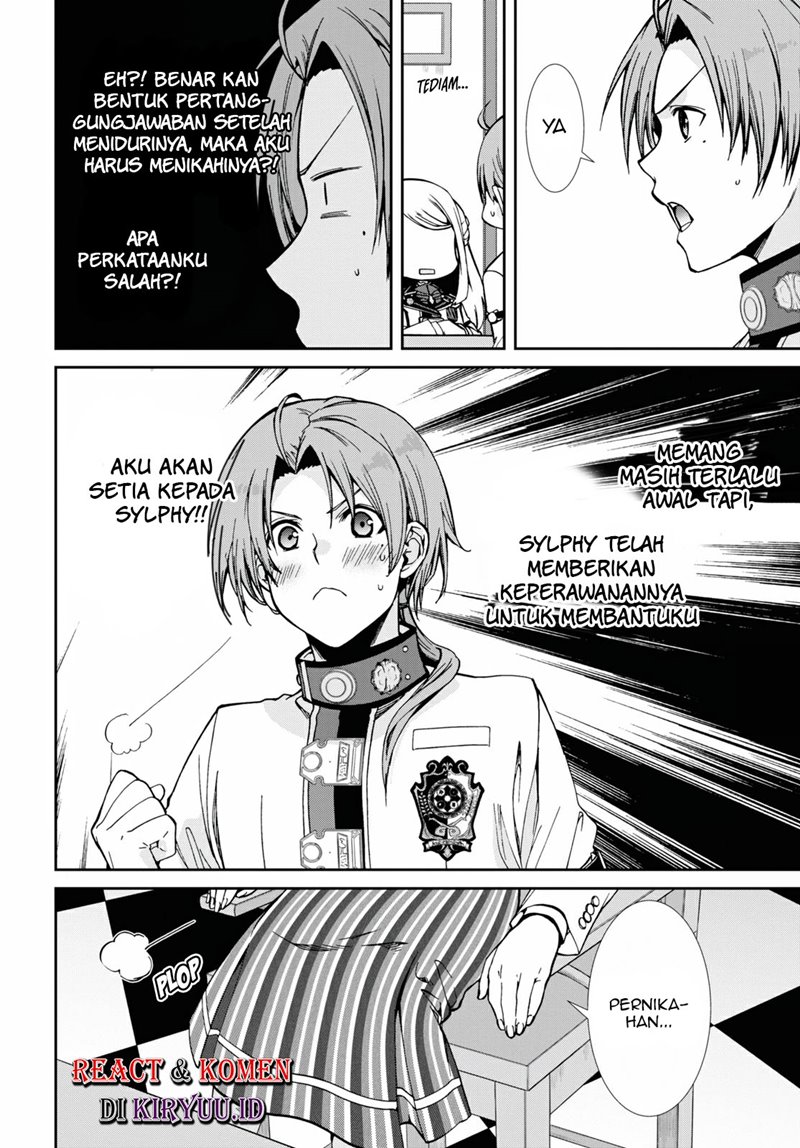 YA
TEDIAM...
EH?! BENAR KAN
BENTUK PERTANG-
GUNGJAWABAN SETELAH
MENIDURINYA, MAKA AKU
HARUS MENIKAHINYA?!
APA
PERKATAANKU
SALAH?!
MEMANG
MASIH TERLALU
AWAL TAPI,
SYLPHY TELAH
MEMBERIKAN
KEPERAWANANNYA
UNTUK MEMBANTUKU
AKU AKAN
SETIA KEPADA
SYLPHY!!
PERNIKA-
HAN...
PLOP
REACT & KOMEN
DI KIRYUU.ID